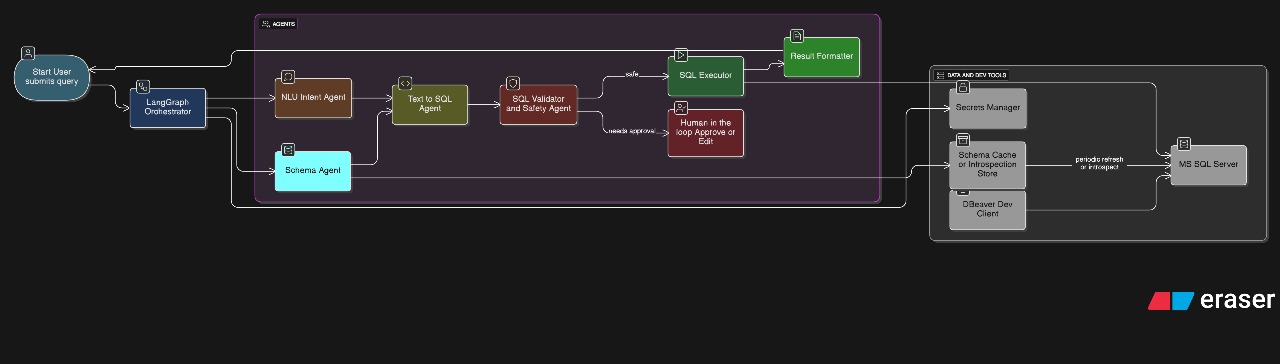 AGENTS
Start User
submits query
LangGraph
Orchestrator
NLU Intent Agent
Schema Agent
Text to SQL
Agent
SQL Validator
and Safety Agent
safe
needs approval
SQL Executor
Human in the
loop Approve or
Edit
Result Formatter
DATA AND DEV TOOLS
Secrets Manager
Schema Cache
or Introspection
Store
DBeaver Dev
Client
periodic refresh
or introspect
MS SQL Server
eraser